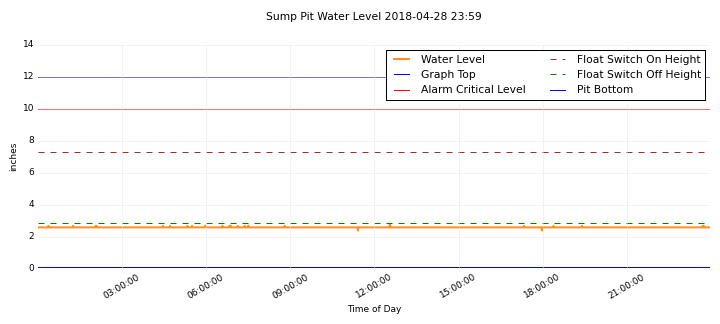 Sump Pit Water Level 2018-04-28 23:59
14
12
10
8
6
4
2
0
inches
Water Level
Graph Top
Alarm Critical Level
Float Switch On Height
Float Switch Off Height
Pit Bottom
03:00:00
06:00:00
09:00:00
12:00:00
15:00:00
18:00:00
21:00:00
Time of Day